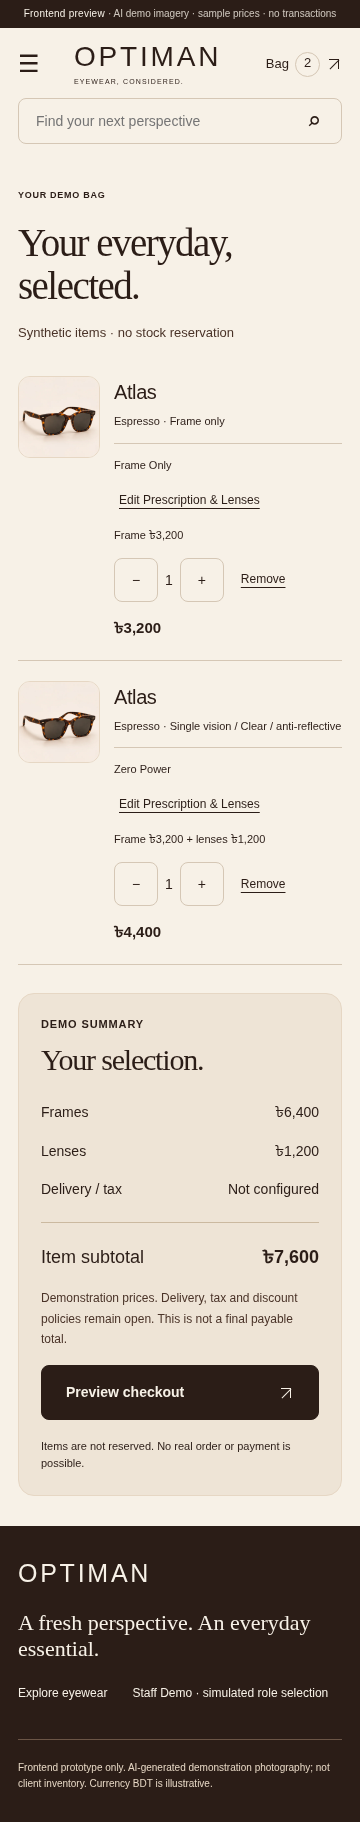 Frontend preview · AI demo imagery · sample prices · no transactions
☰ OPTIMAN Bag 2
EYEWEAR, CONSIDERED.
Find your next perspective
YOUR DEMO BAG
Your everyday,
selected.
Synthetic items · no stock reservation
Atlas
Espresso · Frame only
Frame Only
Edit Prescription & Lenses
Frame ৳3,200
− 1 + Remove
৳3,200
Atlas
Espresso · Single vision / Clear / anti-reflective
Zero Power
Edit Prescription & Lenses
Frame ৳3,200 + lenses ৳1,200
− 1 + Remove
৳4,400
DEMO SUMMARY
Your selection.
Frames ৳6,400
Lenses ৳1,200
Delivery / tax Not configured
Item subtotal ৳7,600
Demonstration prices. Delivery, tax and discount
policies remain open. This is not a final payable
total.
Preview checkout
Items are not reserved. No real order or payment is
possible.
OPTIMAN
A fresh perspective. An everyday
essential.
Explore eyewear Staff Demo · simulated role selection
Frontend prototype only. AI-generated demonstration photography; not
client inventory. Currency BDT is illustrative.